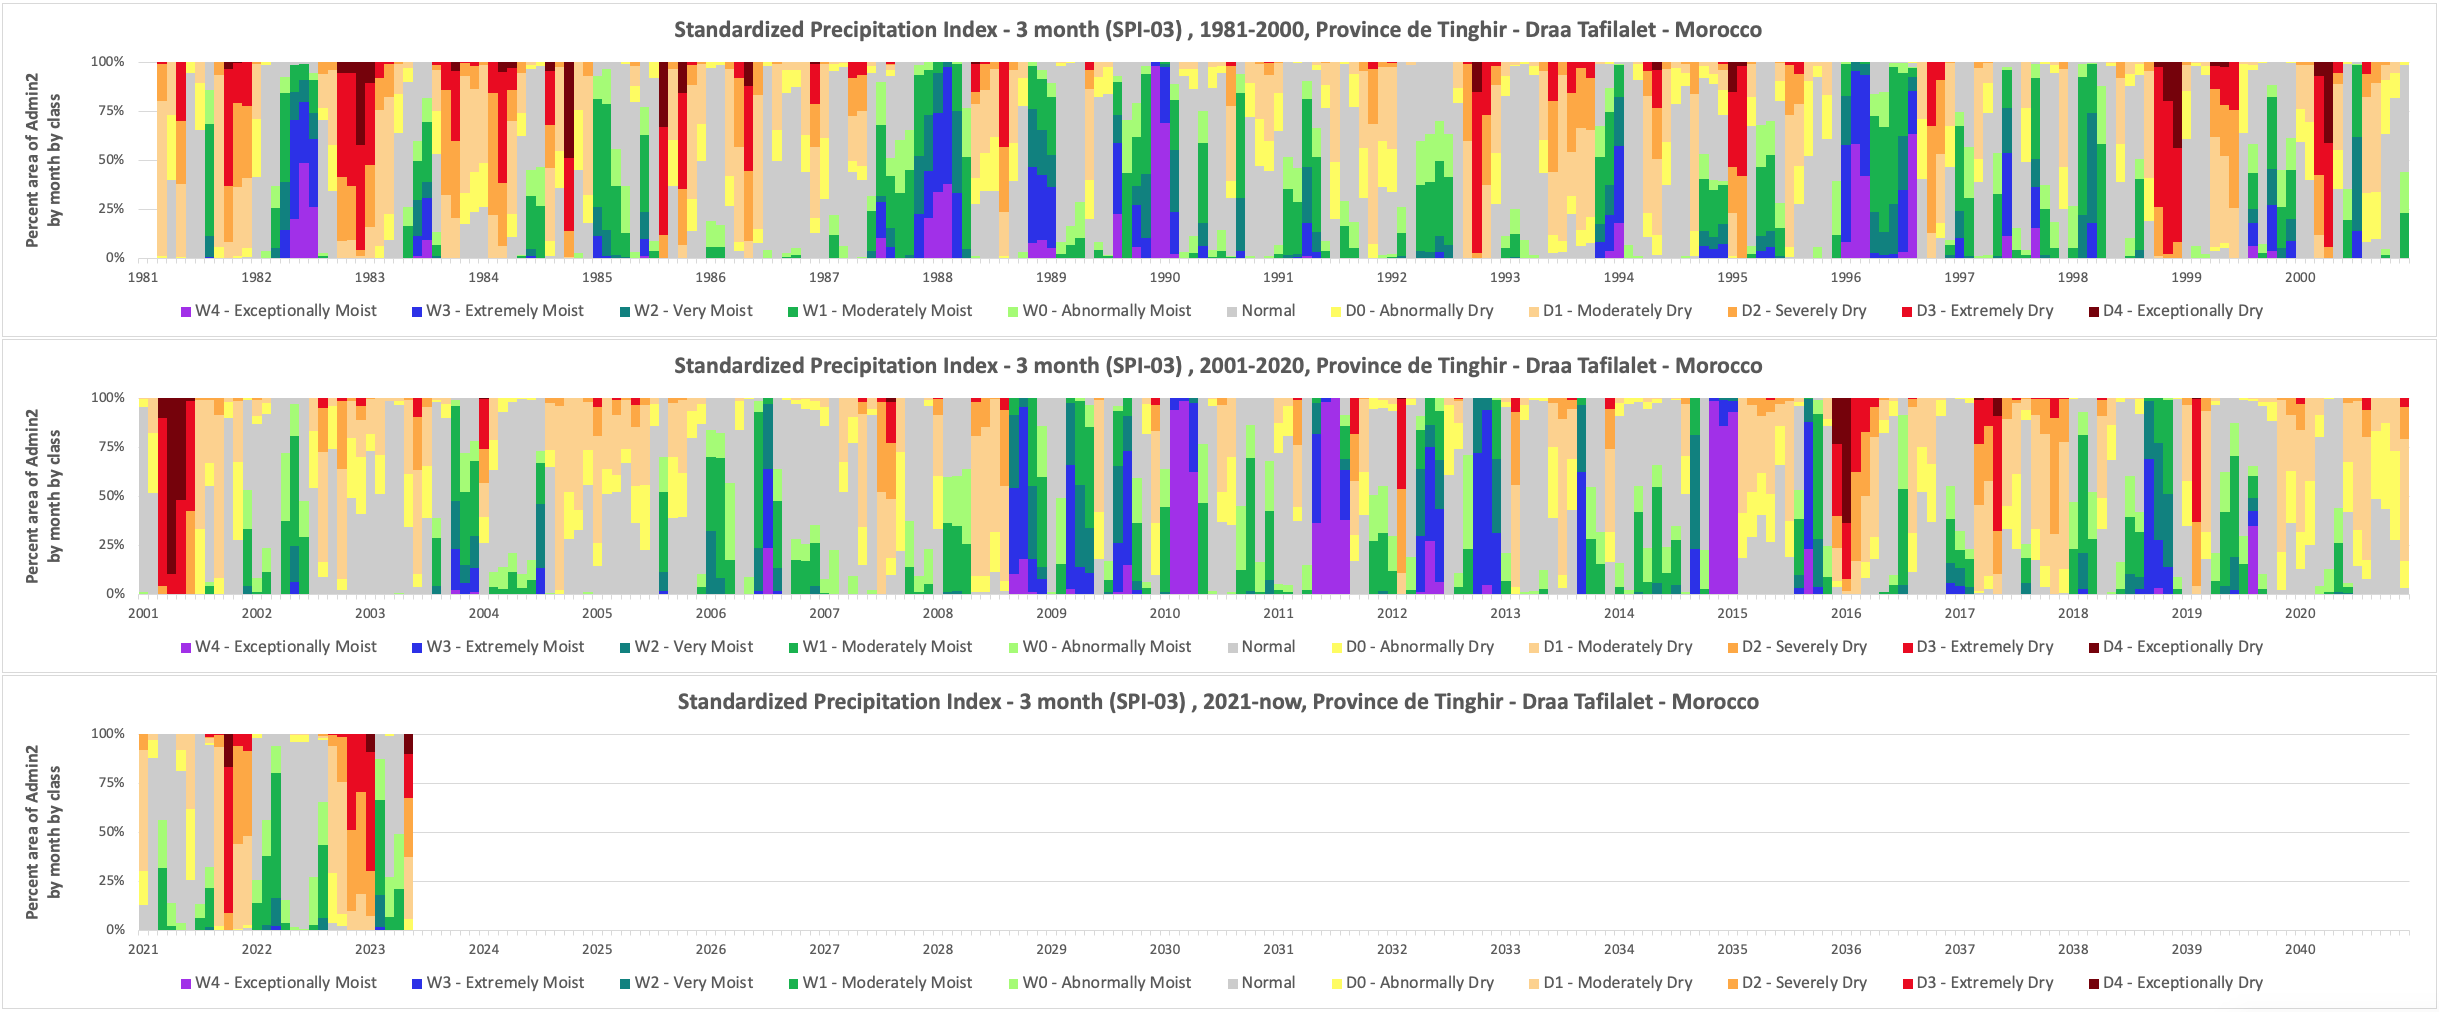 Standardized Precipitation Index - 3 month (SPI-03) , 1981-2000, Province de Tinghir - Draa Tafilalet - Morocco
Percent area of Admin2
by month by class
100%
75%
50%
25%
0%
1981 1982 1983 1984 1985 1986 1987 1988 1989 1990 1991 1992 1993 1994 1995 1996 1997 1998 1999 2000
W4 - Exceptionally Moist W3 - Extremely Moist W2 - Very Moist W1 - Moderately Moist W0 - Abnormally Moist Normal D0 - Abnormally Dry D1 - Moderately Dry D2 - Severely Dry D3 - Extremely Dry D4 - Exceptionally Dry
Standardized Precipitation Index - 3 month (SPI-03) , 2001-2020, Province de Tinghir - Draa Tafilalet - Morocco
Percent area of Admin2
by month by class
100%
75%
50%
25%
0%
2001 2002 2003 2004 2005 2006 2007 2008 2009 2010 2011 2012 2013 2014 2015 2016 2017 2018 2019 2020
W4 - Exceptionally Moist W3 - Extremely Moist W2 - Very Moist W1 - Moderately Moist W0 - Abnormally Moist Normal D0 - Abnormally Dry D1 - Moderately Dry D2 - Severely Dry D3 - Extremely Dry D4 - Exceptionally Dry
Standardized Precipitation Index - 3 month (SPI-03) , 2021-now, Province de Tinghir - Draa Tafilalet - Morocco
Percent area of Admin2
by month by class
100%
75%
50%
25%
0%
2021 2022 2023 2024 2025 2026 2027 2028 2029 2030 2031 2032 2033 2034 2035 2036 2037 2038 2039 2040
W4 - Exceptionally Moist W3 - Extremely Moist W2 - Very Moist W1 - Moderately Moist W0 - Abnormally Moist Normal D0 - Abnormally Dry D1 - Moderately Dry D2 - Severely Dry D3 - Extremely Dry D4 - Exceptionally Dry